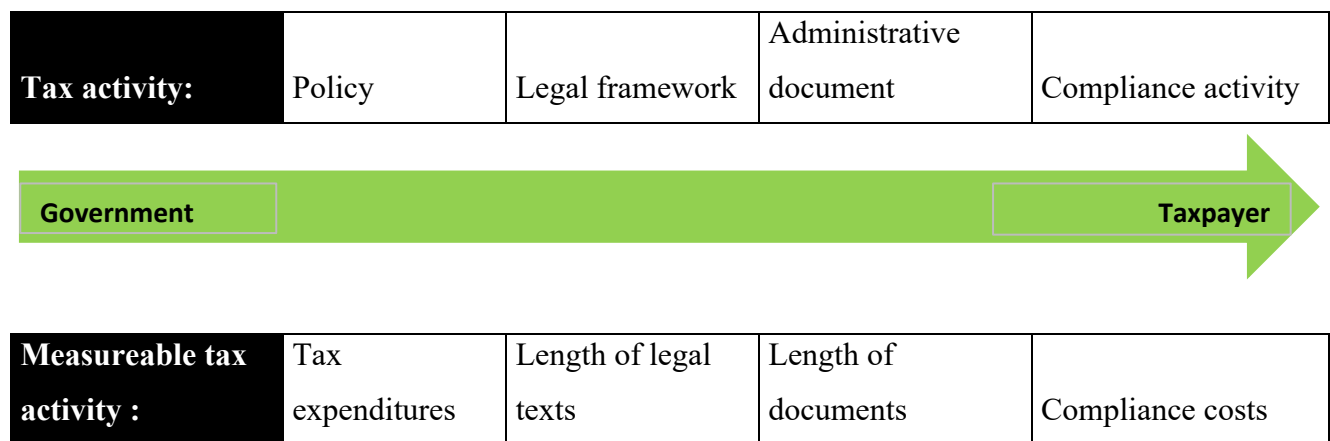 Administrative
Tax activity: Policy Legal framework document Compliance activity
Government Taxpayer
Measureable tax Tax Length of legal Length of
activity : expenditures texts documents Compliance costs